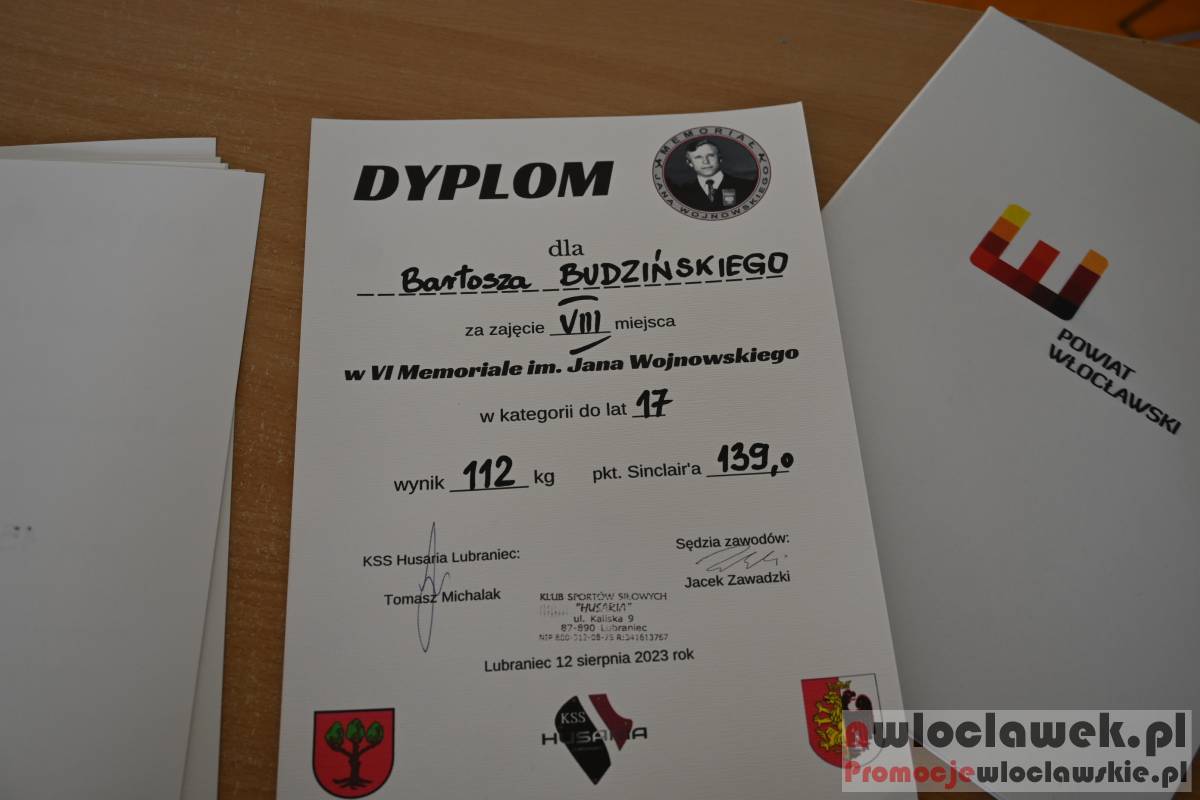 DYPLOM
MEMORIAŁ
JANA WOJNOWSKIEGO
dla
Bartosza BUDZIŃSKIEGO
za zajęcie VIII miejsca
w VI Memoriale im. Jana Wojnowskiego
w kategorii do lat 17
wynik 112 kg pkt. Sinclair'a 139,0
KSS Husaria Lubraniec:
Tomasz Michalak
Sędzia zawodów:
Jacek Zawadzki
KLUB SPORTÓW SIŁOWYCH
"HUSARIA"
ul. Kaliska 9
87-890 Lubraniec
Lubraniec 12 sierpnia 2023 rok
KSS
HUSARIA
POWIAT
WŁOCŁAWSKI
nwloclawek.pl
Promocjewloclawskie.pl